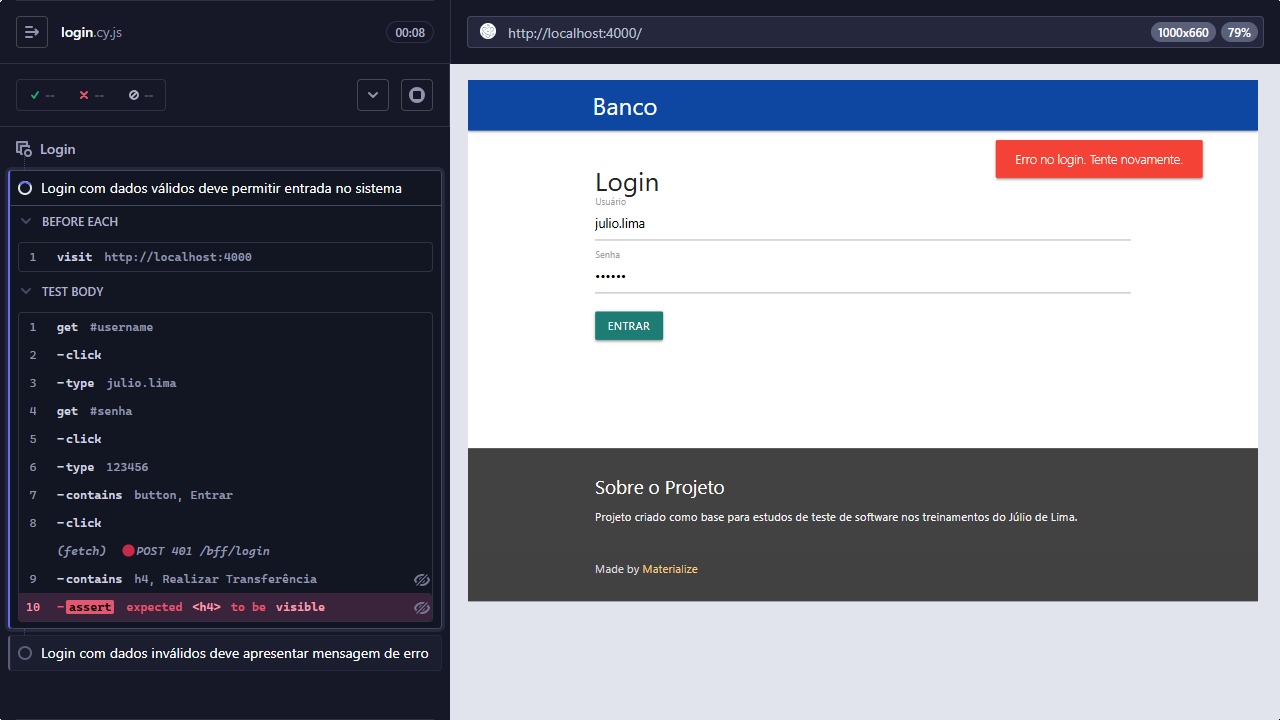 login.cy.js
00:08
-- -- --
Login
Login com dados válidos deve permitir entrada no sistema
BEFORE EACH
1 visit http://localhost:4000
TEST BODY
1 get #username
2 -click
3 -type julio.lima
4 get #senha
5 -click
6 -type 123456
7 -contains button, Entrar
8 -click
(fetch) POST 401 /bff/login
9 -contains h4, Realizar Transferência
10 -assert expected <h4> to be visible
Login com dados inválidos deve apresentar mensagem de erro
http://localhost:4000/
1000x660 79%
Banco
Erro no login. Tente novamente.
Login
Usuário
julio.lima
Senha
••••••
ENTRAR
Sobre o Projeto
Projeto criado como base para estudos de teste de software nos treinamentos do Júlio de Lima.
Made by Materialize